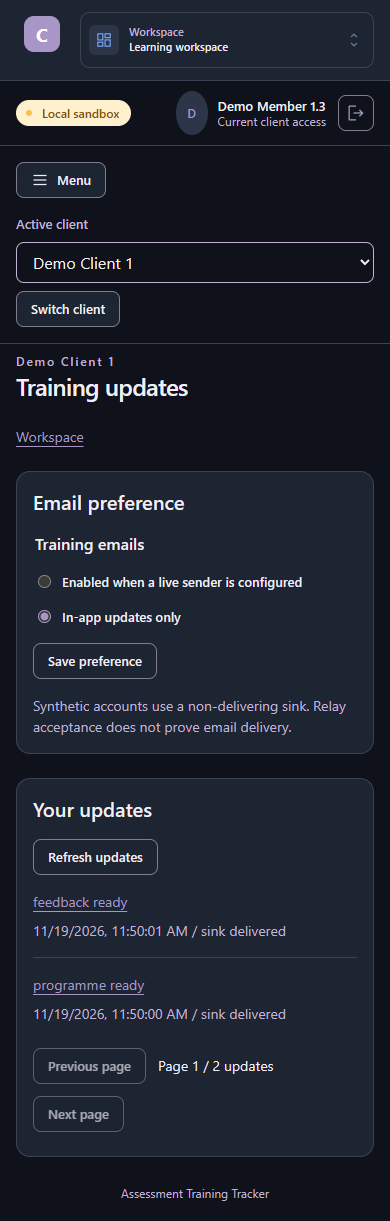 C
Workspace
Learning workspace
Local sandbox
D
Demo Member 1.3
Current client access
Menu
Active client
Demo Client 1
Switch client
Demo Client 1
Training updates
Workspace
Email preference
Training emails
Enabled when a live sender is configured
In-app updates only
Save preference
Synthetic accounts use a non-delivering sink. Relay
acceptance does not prove email delivery.
Your updates
Refresh updates
feedback ready
11/19/2026, 11:50:01 AM / sink delivered
programme ready
11/19/2026, 11:50:00 AM / sink delivered
Previous page
Page 1 / 2 updates
Next page
Assessment Training Tracker